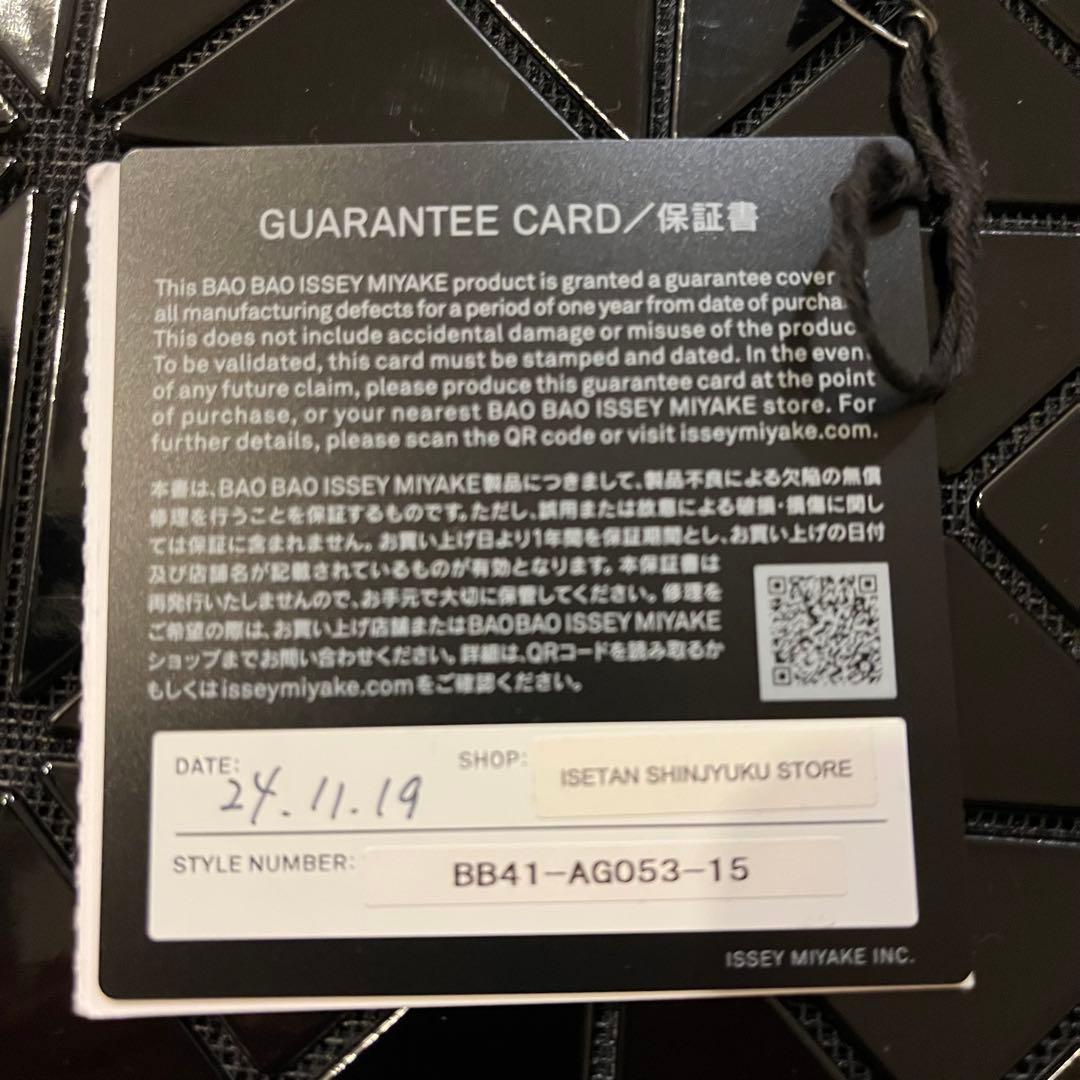 GUARANTEE CARD/保証書
This BAO BAO ISSEY MIYAKE product is granted a guarantee cover
all manufacturing defects for a period of one year from date of purcha
This does not include accidental damage or misuse of the produc
To be validated, this card must be stamped and dated. In the even
of any future claim, please produce this guarantee card at the point
of purchase, or your nearest BAO BAO ISSEY MIYAKE store. For
further details, please scan the QR code or visit isseymiyake.com.
本書は、BAO BAO ISSEY MIYAKE製品につきまして、製品不良による欠陥の無償
修理を行うことを保証するものです。ただし、誤用または故意による破損・損傷に関し
ては保証に含まれません。お買い上げ日より1年間を保証期間とし、お買い上げの日付
及び店舗名が記載されているものが有効となります。本保証書は
再発行いたしませんので、お手元で大切に保管してください。修理を
ご希望の際は、お買い上げ店舗またはBAO BAO ISSEY MIYAKE
ショップまでお問い合わせください。詳細は、QRコードを読み取るか
もしくはisseymiyake.comをご確認ください。
DATE: 24.11.19 SHOP: ISETAN SHINJYUKU STORE
STYLE NUMBER: BB41-AG053-15
ISSEY MIYAKE INC.